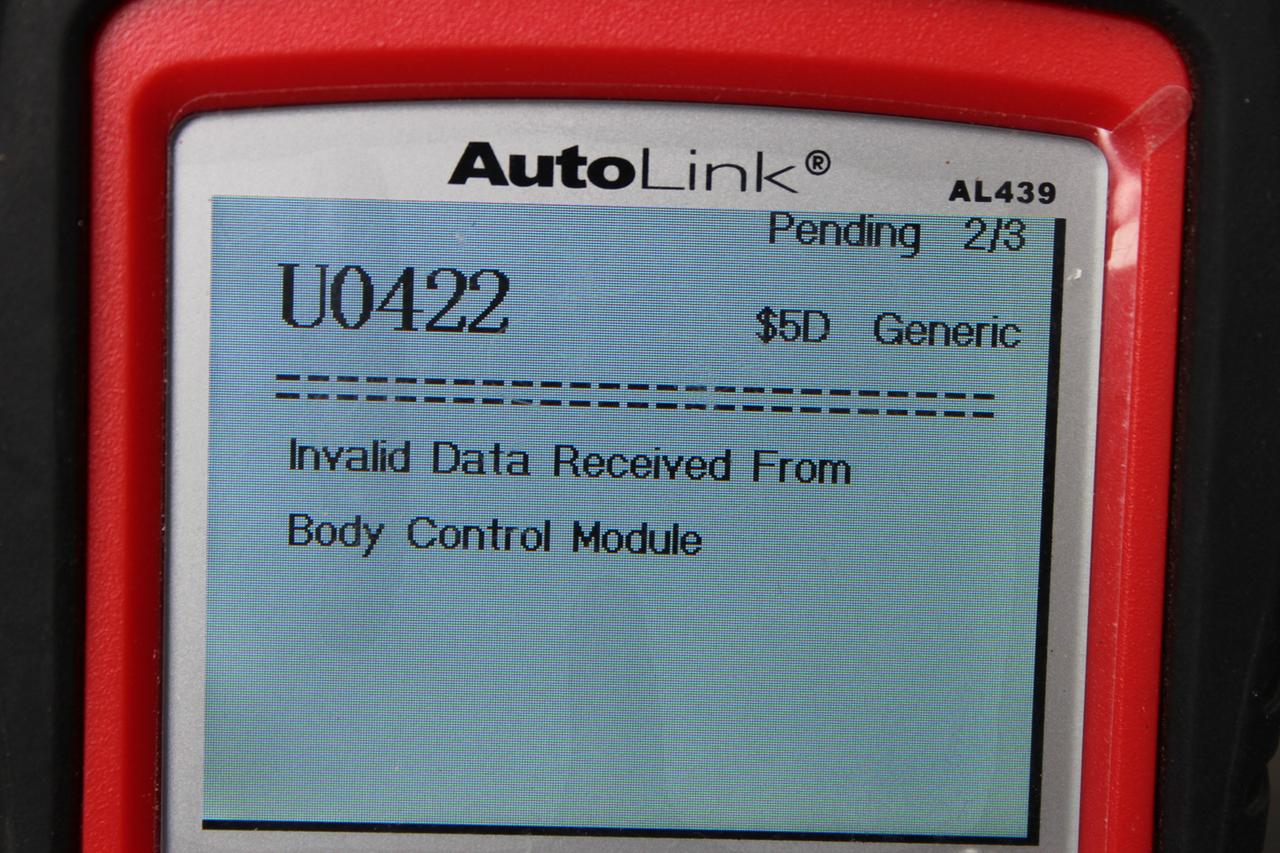 AutoLink®
AL439
Pending 2/3
U0422
$5D Generic
Invalid Data Received From
Body Control Module